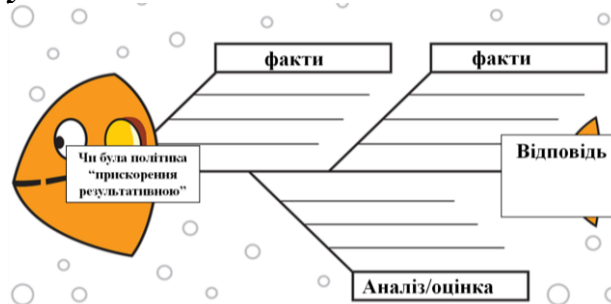 факти
факти
Чи була політика
“прискорення
результативною”
Відповідь
Аналіз/оцінка